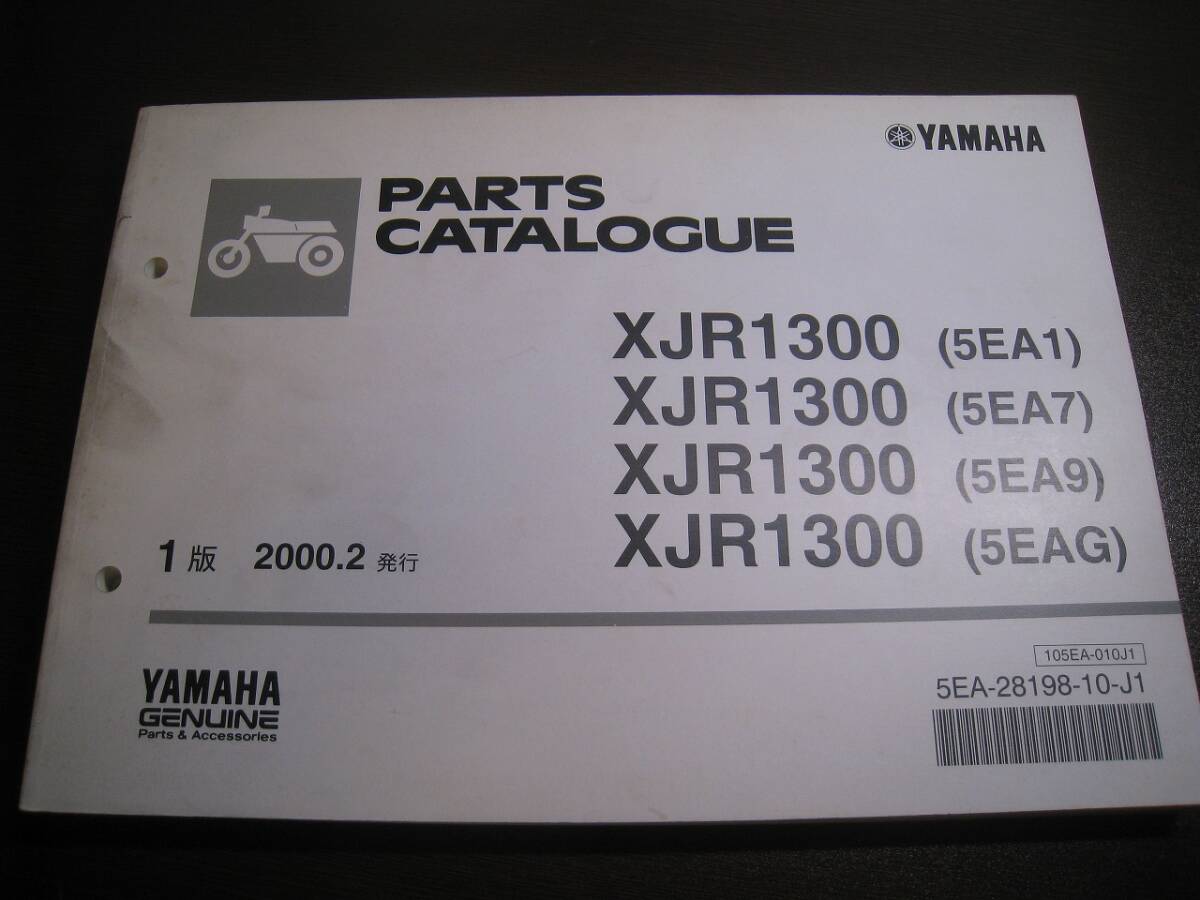 YAMAHA
PARTS
CATALOGUE
XJR1300 (5EA1)
XJR1300 (5EA7)
XJR1300 (5EA9)
XJR1300 (5EAG)
1版 2000.2 発行
105EA-010J1
5EA-28198-10-J1
YAMAHA
GENUINE
Parts & Accessories